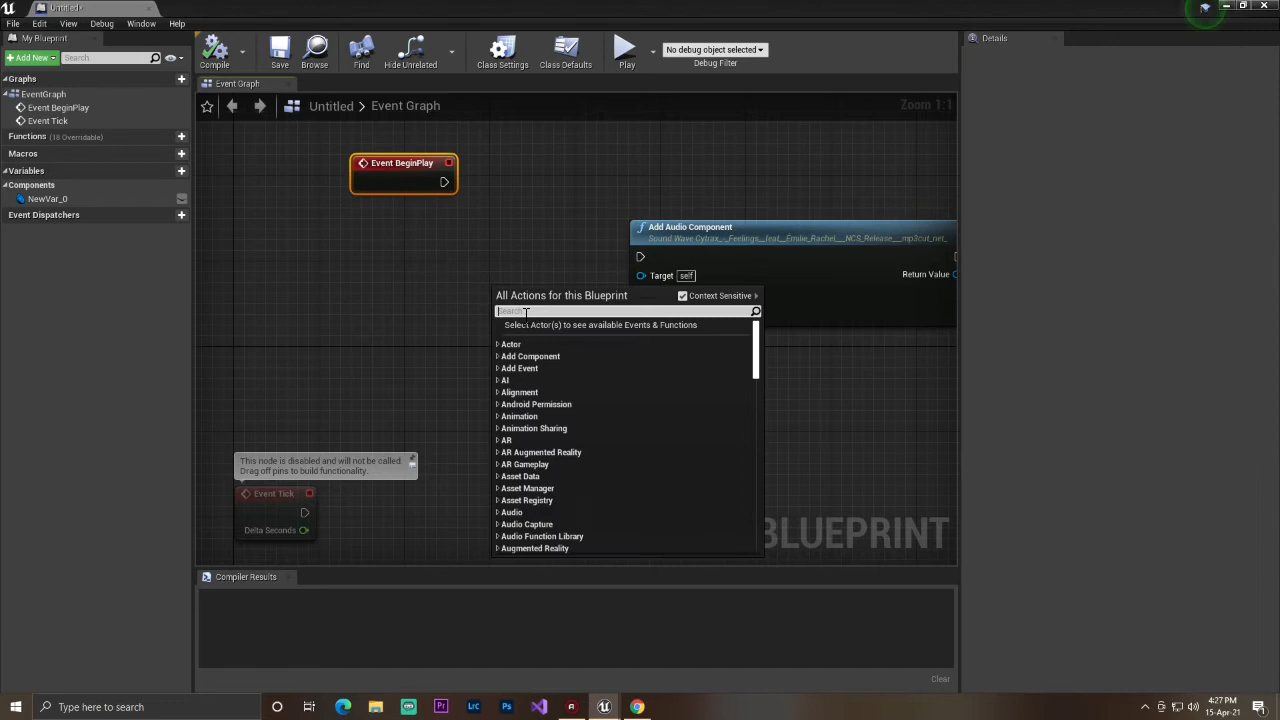 Untitled*
File Edit View Debug Window Help
My Blueprint
Details
Add New
Search
Compile
Save
Browse
Find
Hide Unrelated
Class Settings
Class Defaults
Play
No debug object selected
Debug Filter
Graphs
EventGraph
Event BeginPlay
Event Tick
Functions (18 Overridable)
Macros
Variables
Components
NewVar_0
Event Dispatchers
Event Graph
Untitled > Event Graph
Zoom 1:1
Event BeginPlay
Add Audio Component
Sound Wave Cytrax_-_Feelings__feat__Émilie_Rachel___NCS_Release___mp3cut_net_
Target self
Return Value
All Actions for this Blueprint
Context Sensitive
Search
Select Actor(s) to see available Events & Functions
Actor
Add Component
Add Event
AI
Alignment
Android Permission
Animation
Animation Sharing
AR
AR Augmented Reality
AR Gameplay
Asset Data
Asset Manager
Asset Registry
Audio
Audio Capture
Audio Function Library
Augmented Reality
This node is disabled and will not be called.
Drag off pins to build functionality.
Event Tick
Delta Seconds
BLUEPRINT
Compiler Results
Clear
Type here to search
4:27 PM
15-Apr-21